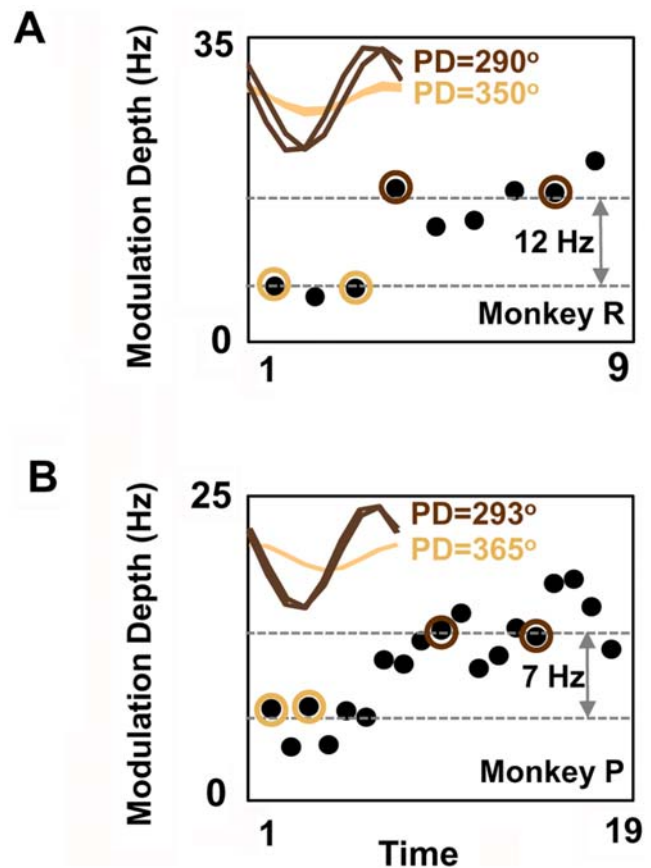 A
Modulation Depth (Hz)
35
0
PD=290°
PD=350°
12 Hz
Monkey R
1
9
B
Modulation Depth (Hz)
25
0
PD=293°
PD=365°
7 Hz
Monkey P
1
Time
19